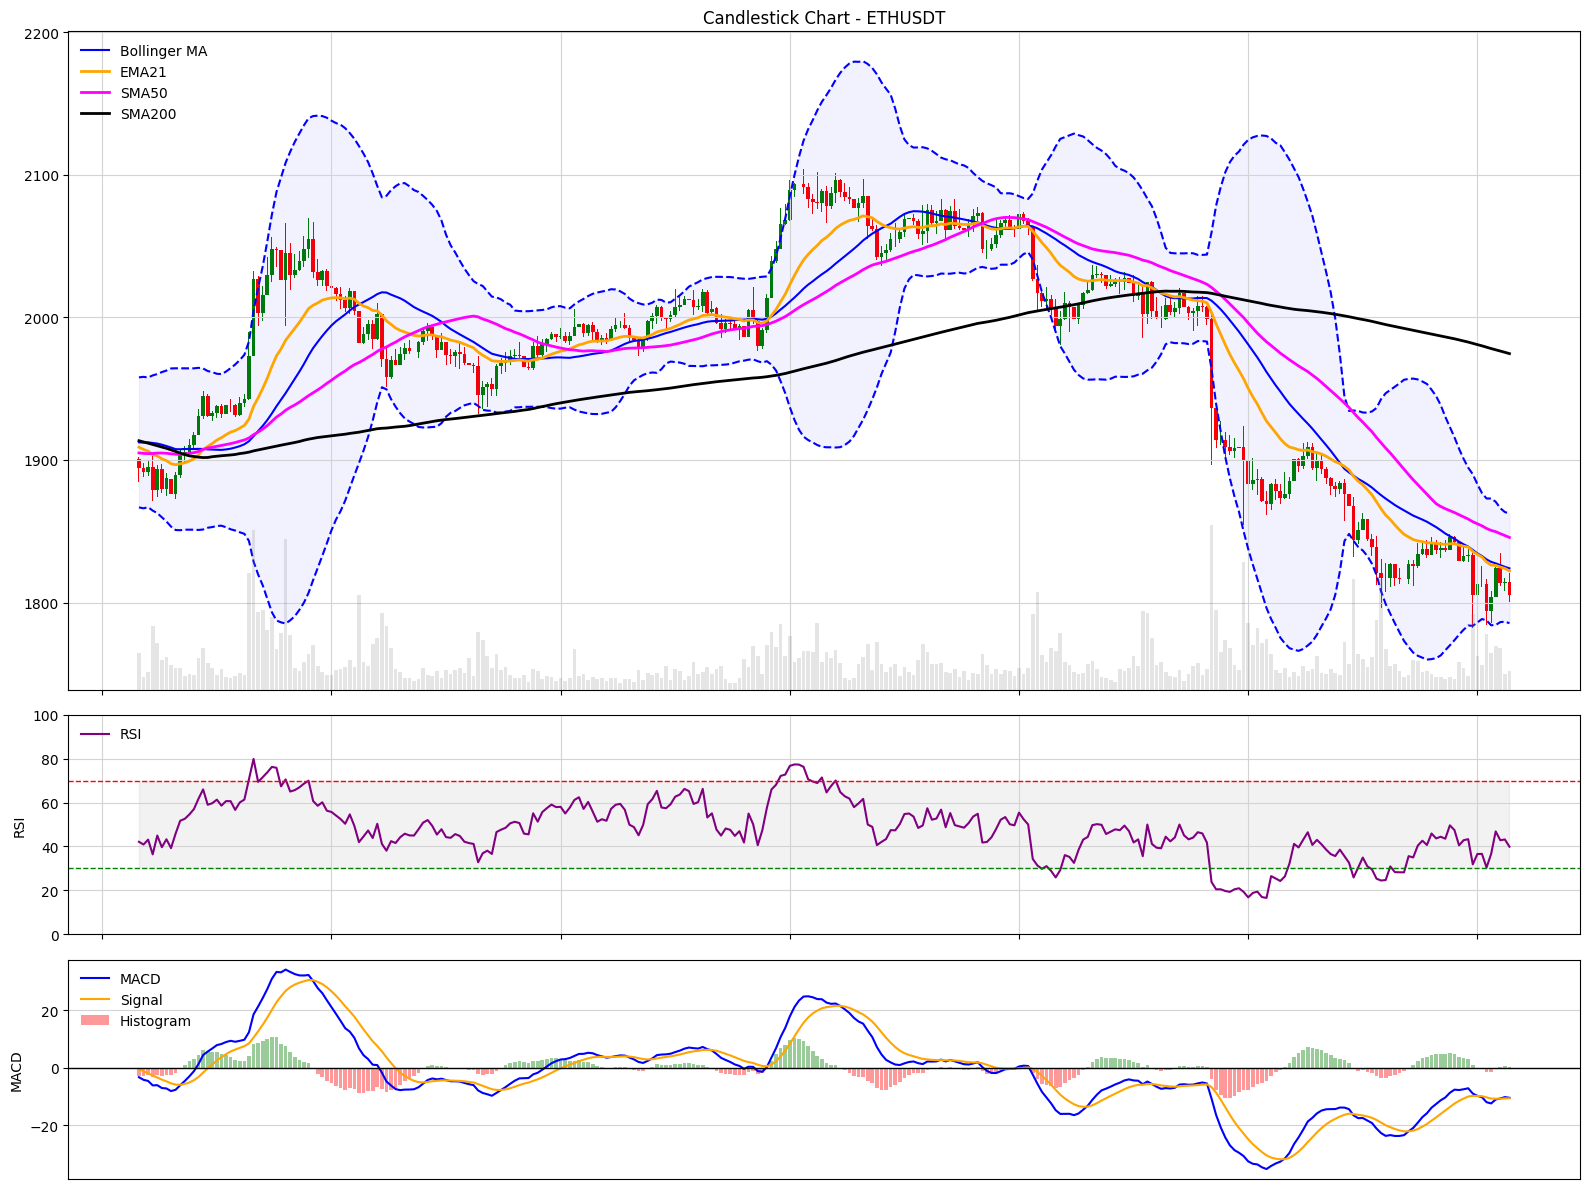 Candlestick Chart - ETHUSDT
2200
Bollinger MA
EMA21
SMA50
SMA200
2100
2000
1900
1800
100
RSI
80
60
RSI
40
20
0
MACD
Signal
Histogram
20
MACD
0
−20